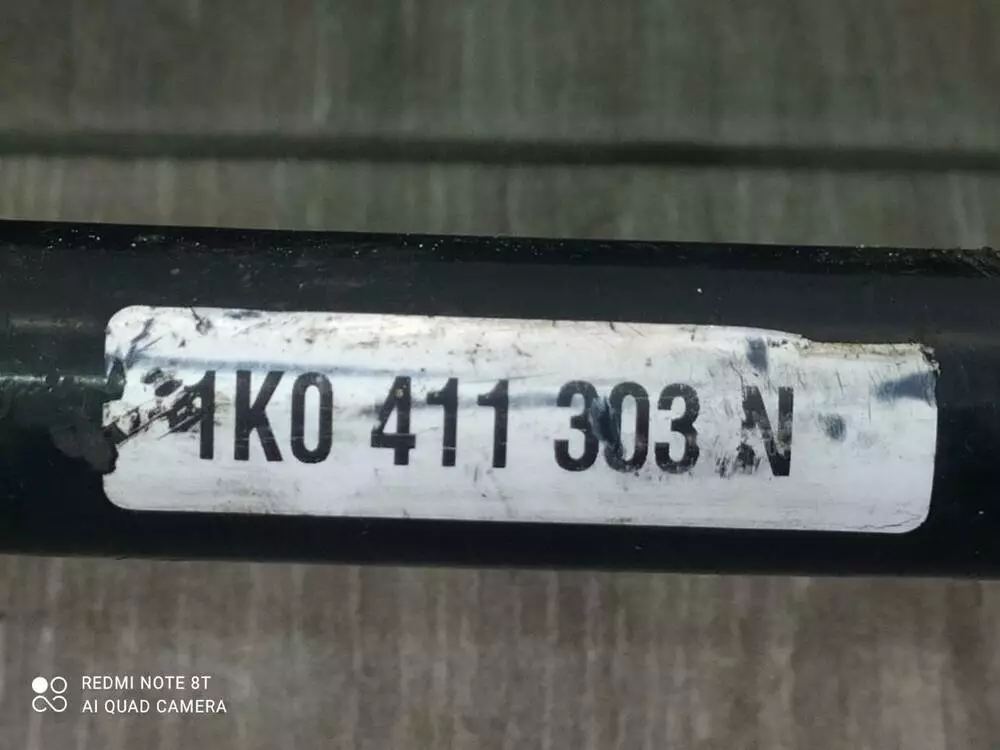 1K0 411 303 N
REDMI NOTE 8T
AI QUAD CAMERA